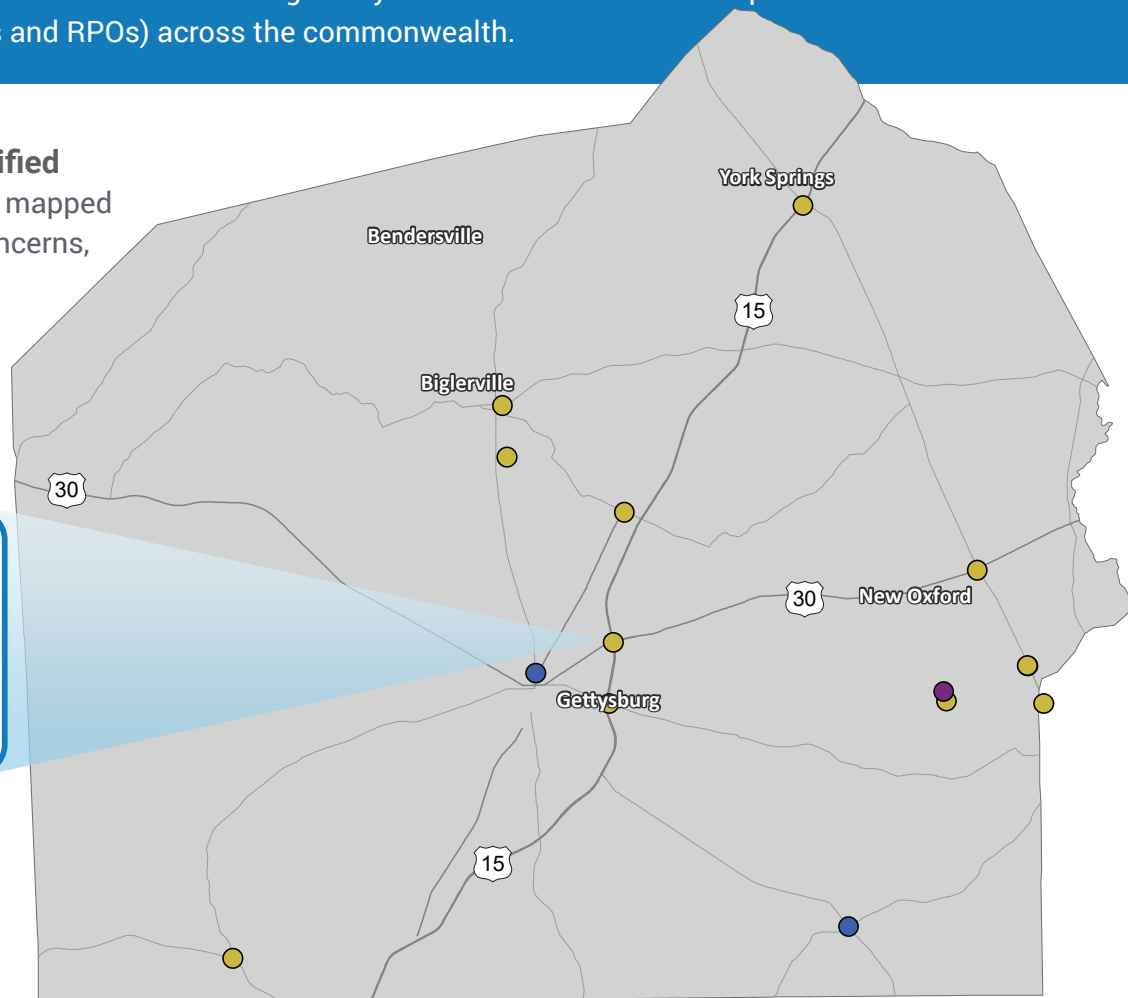 s and RPOs) across the commonwealth.
ified
mapped
ncerns,
York Springs
Bendersville
15
Biglerville
30
30
New Oxford
Gettysburg
15